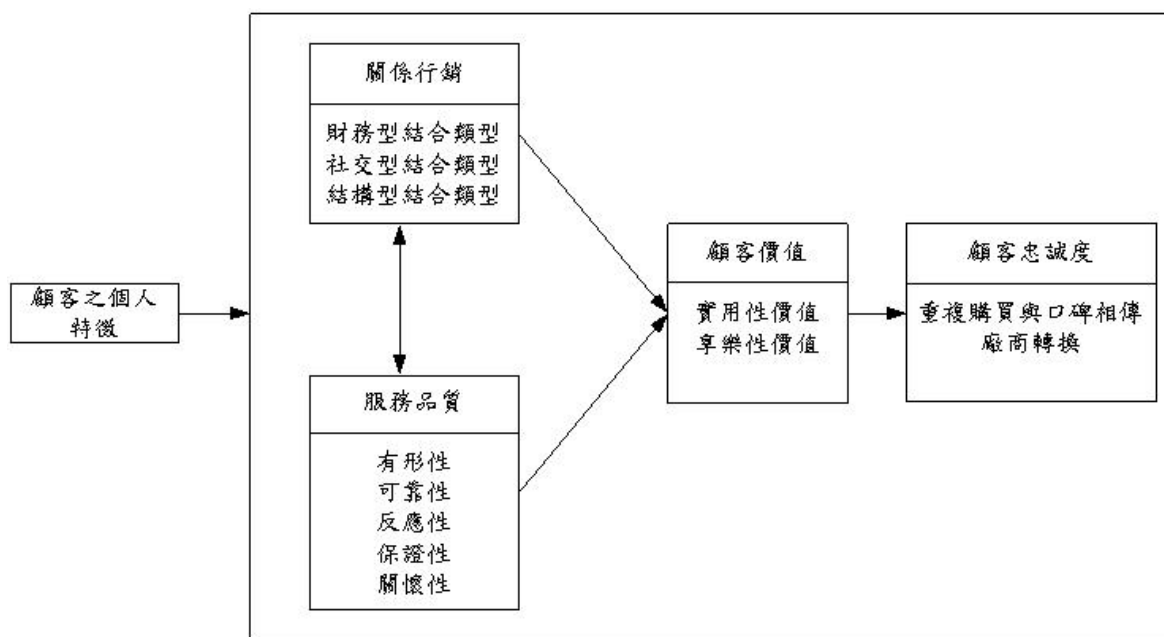 關係行銷
財務型結合類型
社交型結合類型
結構型結合類型
顧客之個人
特徵
顧客價值
實用性價值
享樂性價值
顧客忠誠度
重複購買與口碑相傳
廠商轉換
服務品質
有形性
可靠性
反應性
保證性
關懷性